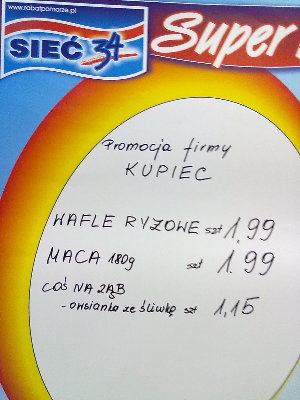 www.robatpomorze.pl
SIEĆ 34
Super
Promocja firmy
KUPIEC
WAFLE RYZOWE szt 1.99
MACA 180g szt 1.99
COŚ NA ZĄB
- owsianka ze śliwką szt 1,15